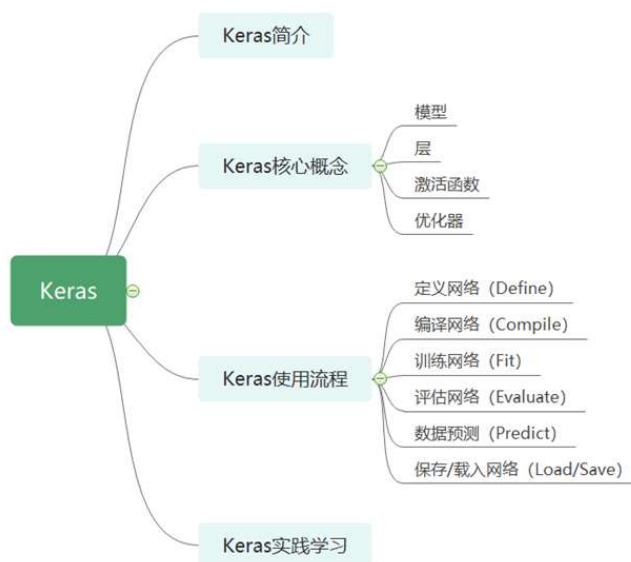 Keras
Keras简介
Keras核心概念
模型
层
激活函数
优化器
Keras使用流程
定义网络（Define）
编译网络（Compile）
训练网络（Fit）
评估网络（Evaluate）
数据预测（Predict）
保存/载入网络（Load/Save）
Keras实践学习